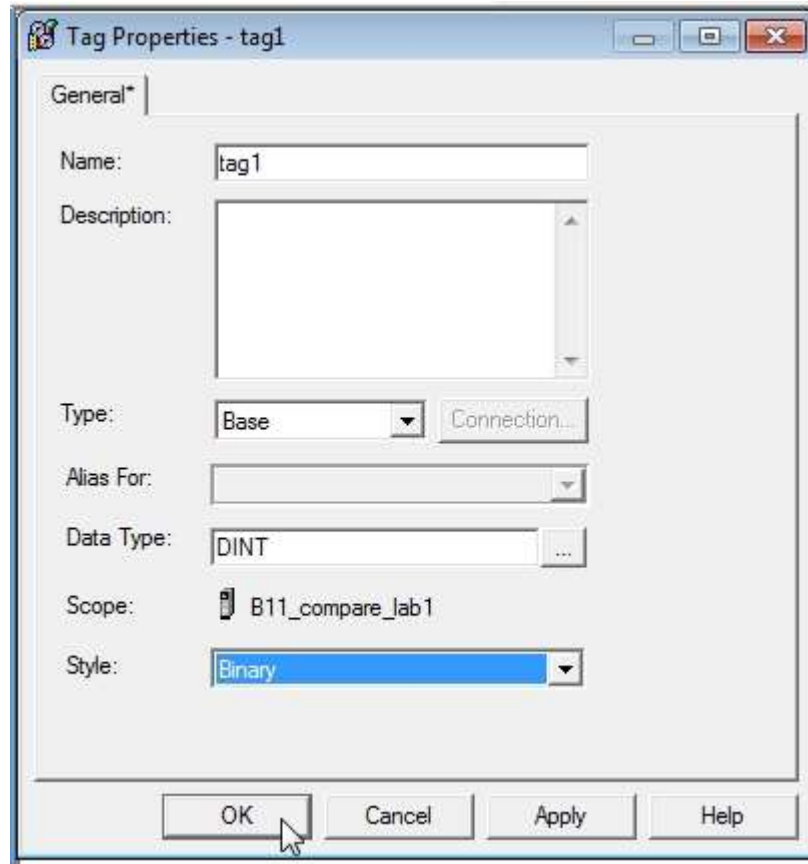 Tag Properties - tag1
General*
Name: tag1
Description:
Type: Base Connection...
Alias For:
Data Type: DINT ...
Scope: B11_compare_lab1
Style: Binary
OK Cancel Apply Help